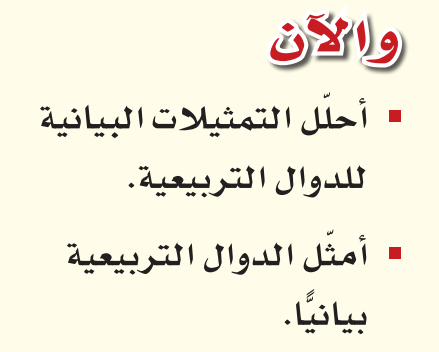 والآن
▪ أحلّل التمثيلات البيانية
للدوال التربيعية.
▪ أمثّل الدوال التربيعية
بيانيًّا.